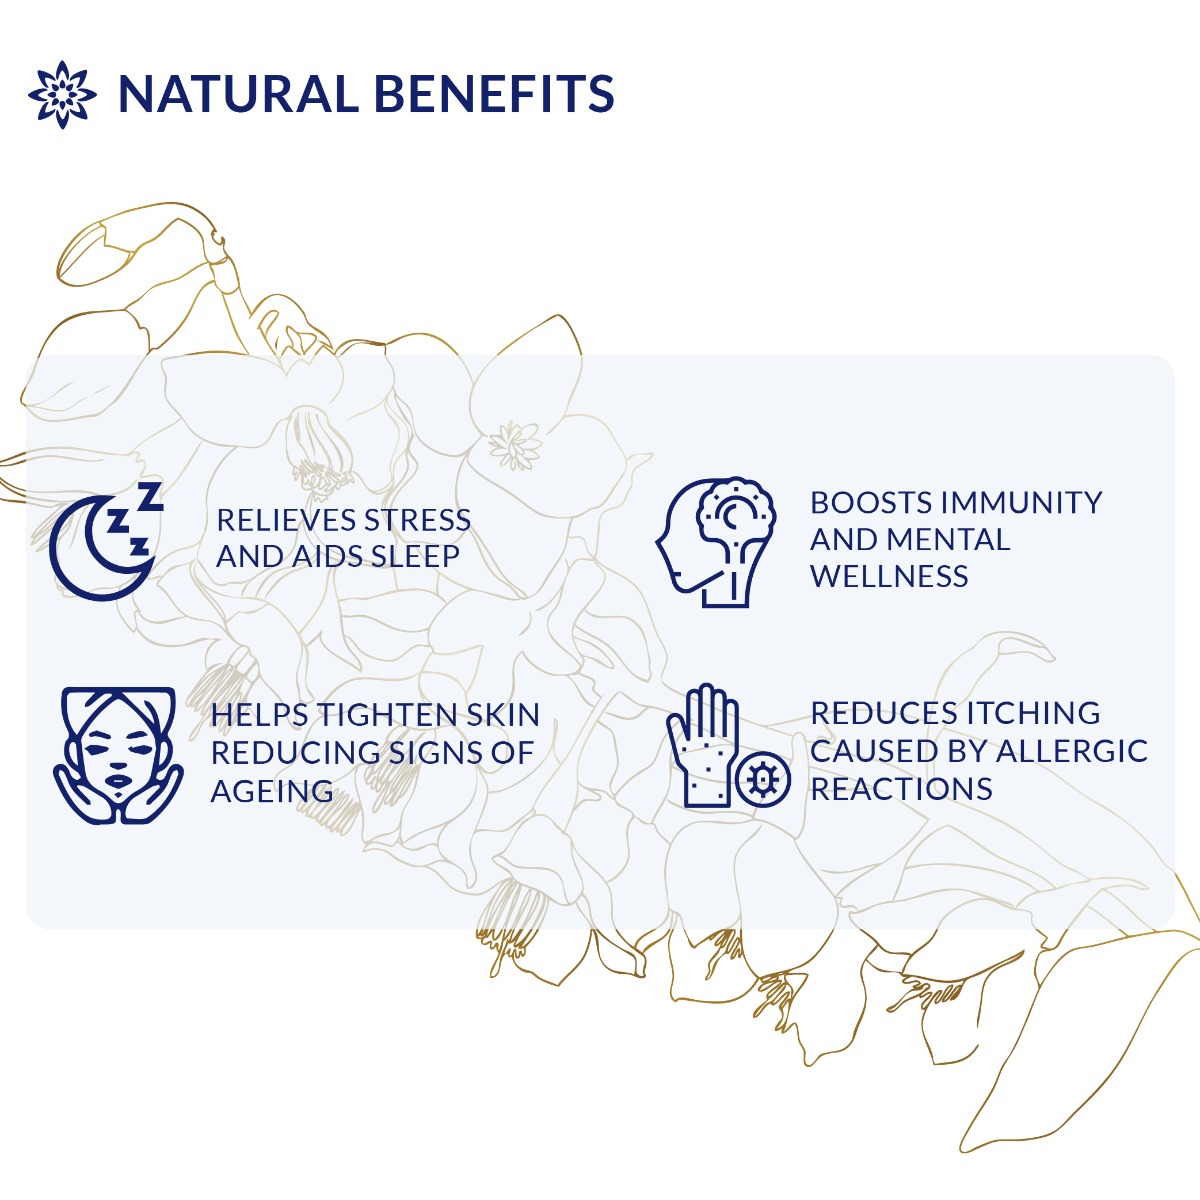 NATURAL BENEFITS
RELIEVES STRESS
AND AIDS SLEEP
BOOSTS IMMUNITY
AND MENTAL
WELLNESS
HELPS TIGHTEN SKIN
REDUCING SIGNS OF
AGEING
REDUCES ITCHING
CAUSED BY ALLERGIC
REACTIONS